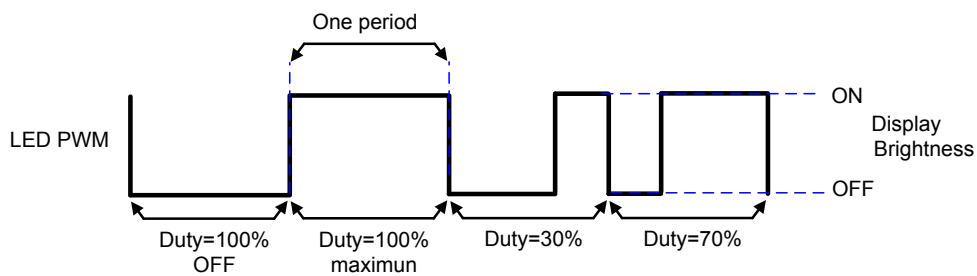 One period
LED PWM
ON
Display
Brightness
OFF
Duty=100%
OFF
Duty=100%
maximun
Duty=30%
Duty=70%